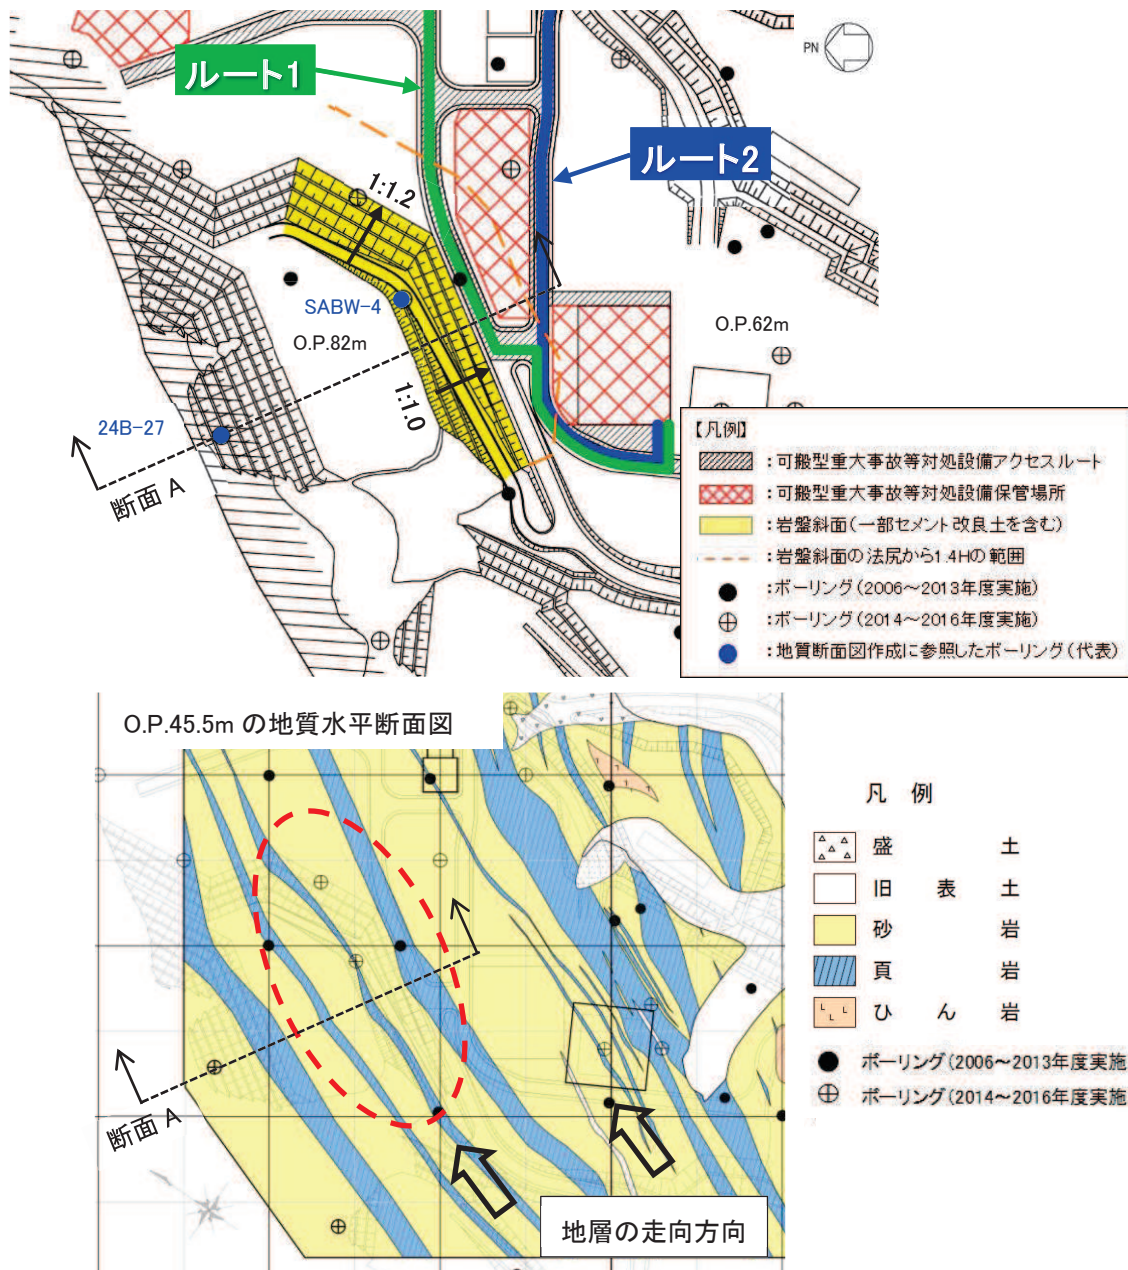 PN
ルート1
ルート2
1:1.2
SABW-4
O.P.82m
O.P.62m
1:1.0
24B-27
断面 A
【凡例】
：可搬型重大事故等対処設備アクセスルート
：可搬型重大事故等対処設備保管場所
：岩盤斜面(一部セメント改良土を含む)
：岩盤斜面の法尻から1.4Hの範囲
：ボーリング(2006～2013年度実施)
：ボーリング(2014～2016年度実施)
：地質断面図作成に参照したボーリング(代表)
O.P.45.5m の地質水平断面図
断面 A
地層の走向方向
凡 例
盛 土
旧 表 土
砂 岩
頁 岩
ひ ん 岩
ボーリング(2006～2013年度実施
ボーリング(2014～2016年度実施